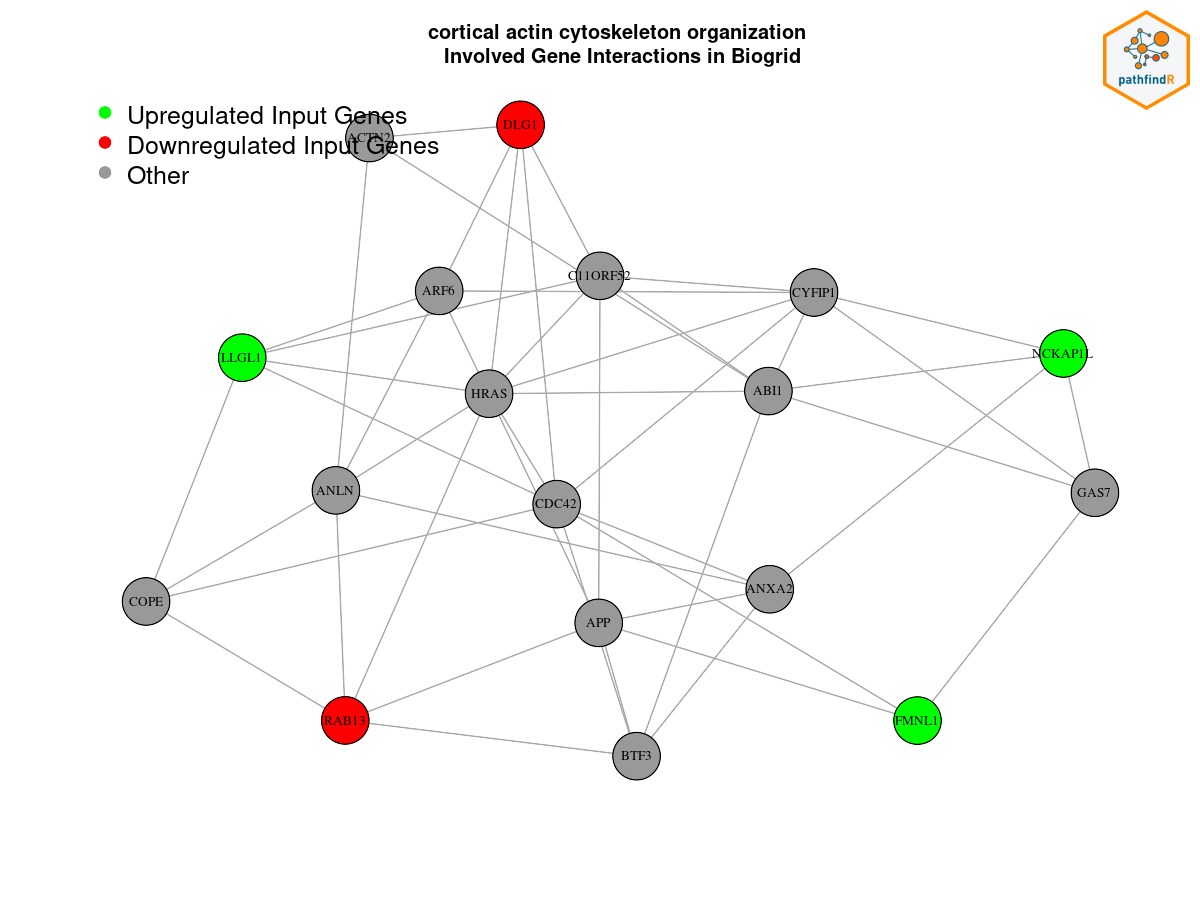 cortical actin cytoskeleton organization
Involved Gene Interactions in Biogrid
pathfindR
Upregulated Input Genes
Downregulated Input Genes
Other
ACTN2
DLG1
C11ORF52
ARF6
CYFIP1
LLGL1
NCKAP1L
HRAS
ABI1
ANLN
CDC42
GAS7
COPE
ANXA2
APP
RAB13
FMNL1
BTF3